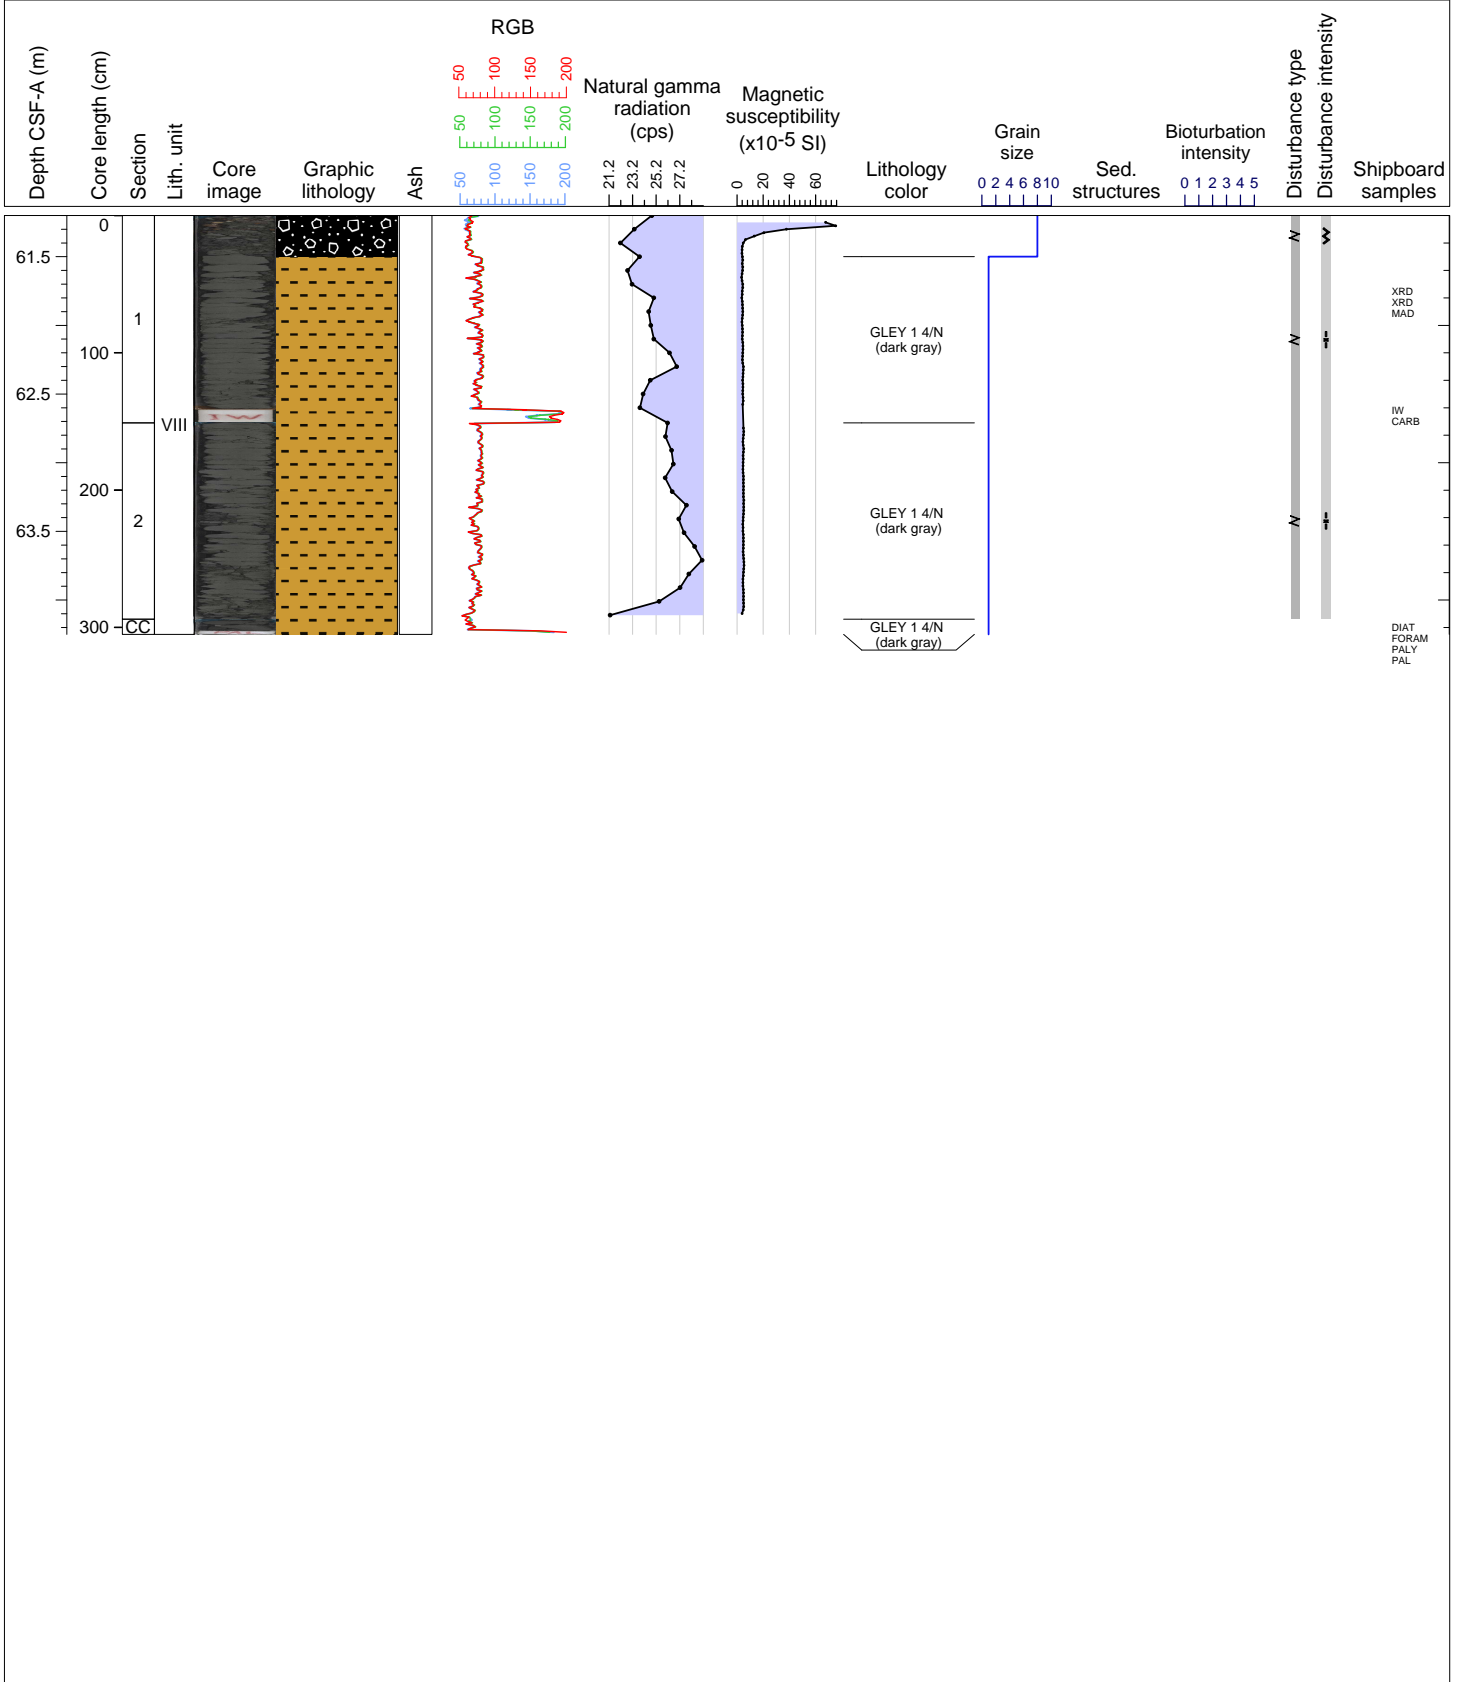 Depth CSF-A (m)
Core length (cm)
Section
Lith. unit
Core
image
Graphic
lithology
Ash
RGB
50 100 150 200
50 100 150 200
50 100 150 200
Natural gamma
radiation
(cps)
21.2 23.2 25.2 27.2
Magnetic
susceptibility
(x10-5 SI)
0 20 40 60
Lithology
color
Grain
size
0 2 4 6 8 10
Sed.
structures
Bioturbation
intensity
0 1 2 3 4 5
Disturbance type
Disturbance intensity
Shipboard
samples
0
61.5
XRD
XRD
MAD
1
GLEY 1 4/N
(dark gray)
100
62.5
IW
IW
CARB
VIII
200
2
GLEY 1 4/N
(dark gray)
63.5
300
CC
GLEY 1 4/N
(dark gray)
DIAT
FORAM
PALY
PAL